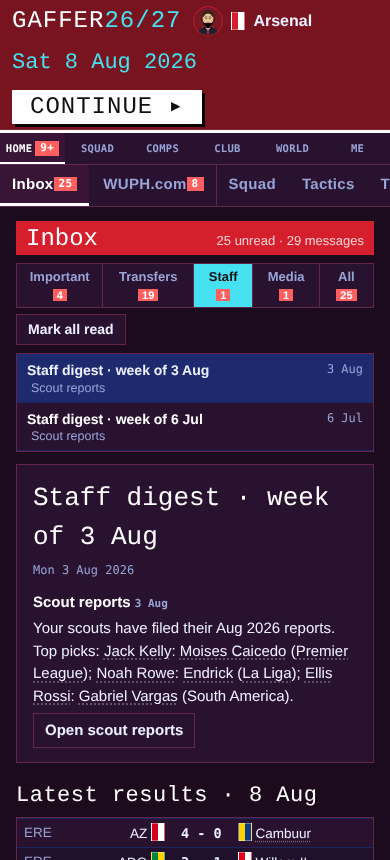 GAFFER26/27 Arsenal
Sat 8 Aug 2026
CONTINUE ▸
HOME 9+ SQUAD COMPS CLUB WORLD ME
Inbox 25 WUPH.com 8 Squad Tactics T
Inbox 25 unread · 29 messages
Important Transfers Staff Media All
4 19 1 1 25
Mark all read
Staff digest · week of 3 Aug 3 Aug
Scout reports
Staff digest · week of 6 Jul 6 Jul
Scout reports
Staff digest · week
of 3 Aug
Mon 3 Aug 2026
Scout reports 3 Aug
Your scouts have filed their Aug 2026 reports.
Top picks: Jack Kelly: Moises Caicedo (Premier
League); Noah Rowe: Endrick (La Liga); Ellis
Rossi: Gabriel Vargas (South America).
Open scout reports
Latest results · 8 Aug
ERE AZ 4 - 0 Cambuur